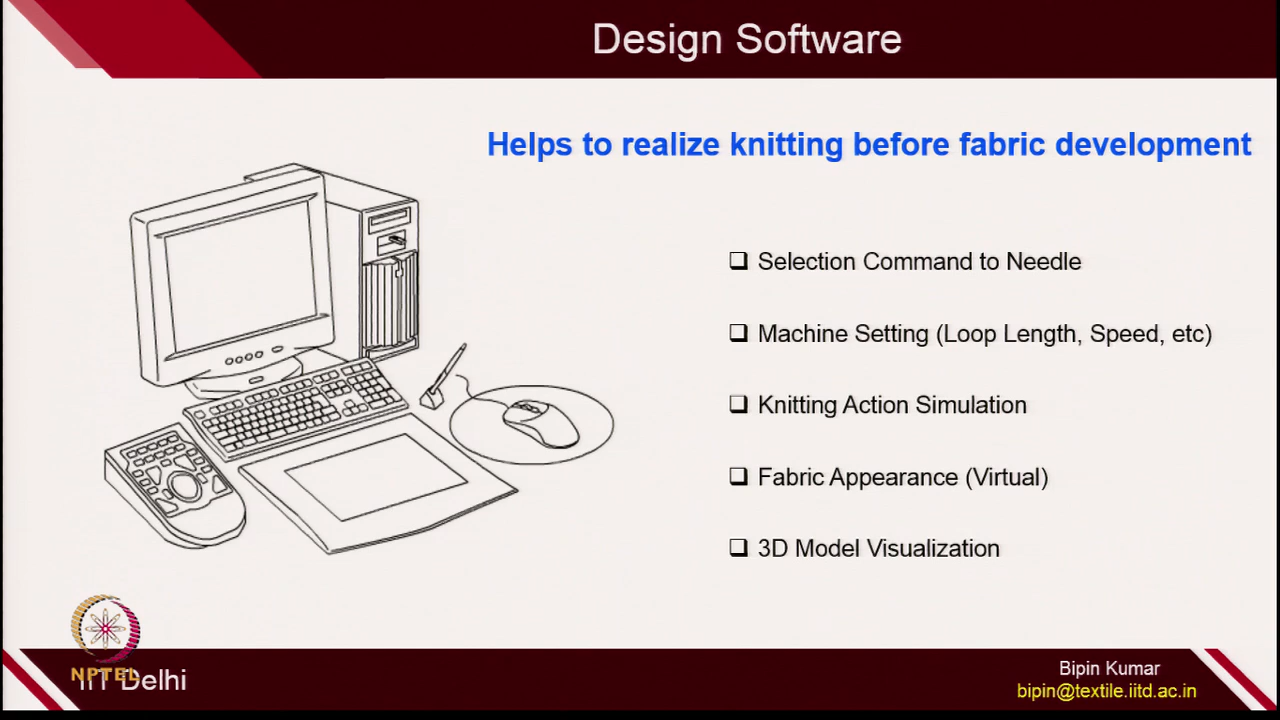 Design Software
Helps to realize knitting before fabric development
Selection Command to Needle
Machine Setting (Loop Length, Speed, etc)
Knitting Action Simulation
Fabric Appearance (Virtual)
3D Model Visualization
NPTEL
IIT Delhi
Bipin Kumar
bipin@textile.iitd.ac.in